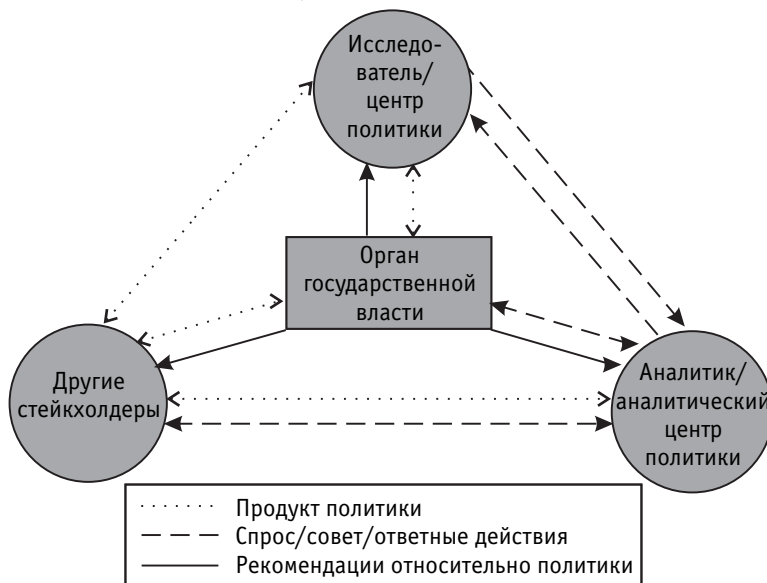 Исследо-
ватель/
центр
политики
Орган
государственной
власти
Другие
стейкхолдеры
Аналитик/
аналитический
центр
политики
Продукт политики
Спрос/совет/ответные действия
Рекомендации относительно политики